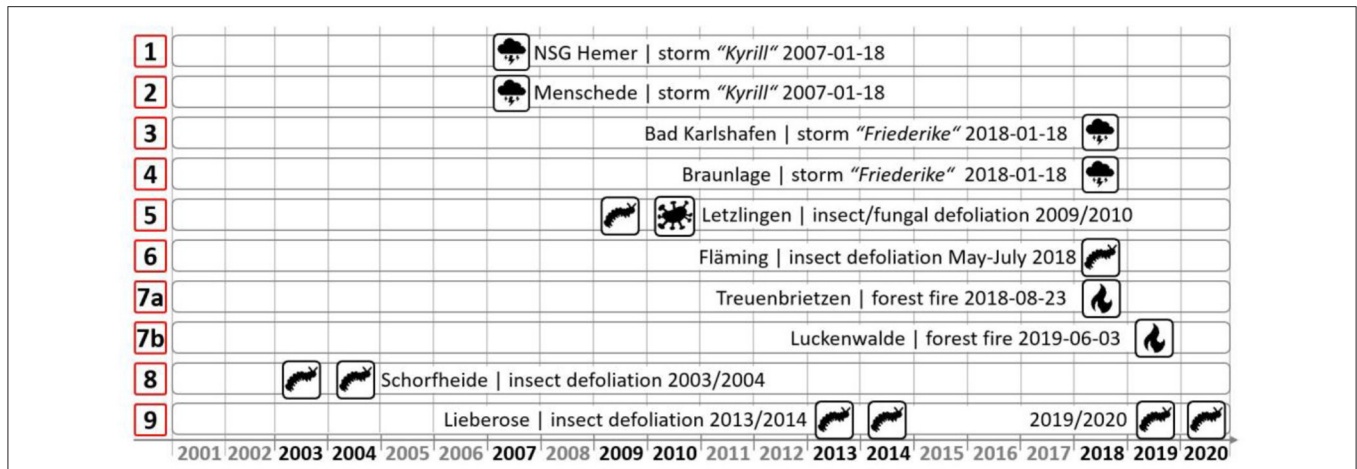 1 NSG Hemer | storm “Kyrill“ 2007-01-18
2 Menschede | storm “Kyrill“ 2007-01-18
3 Bad Karlshafen | storm “Friederike“ 2018-01-18
4 Braunlage | storm “Friederike“ 2018-01-18
5 Letzlingen | insect/fungal defoliation 2009/2010
6 Fläming | insect defoliation May-July 2018
7a Treuenbrietzen | forest fire 2018-08-23
7b Luckenwalde | forest fire 2019-06-03
8 Schorfheide | insect defoliation 2003/2004
9 Lieberose | insect defoliation 2013/2014 2019/2020
2001 2002 2003 2004 2005 2006 2007 2008 2009 2010 2011 2012 2013 2014 2015 2016 2017 2018 2019 2020